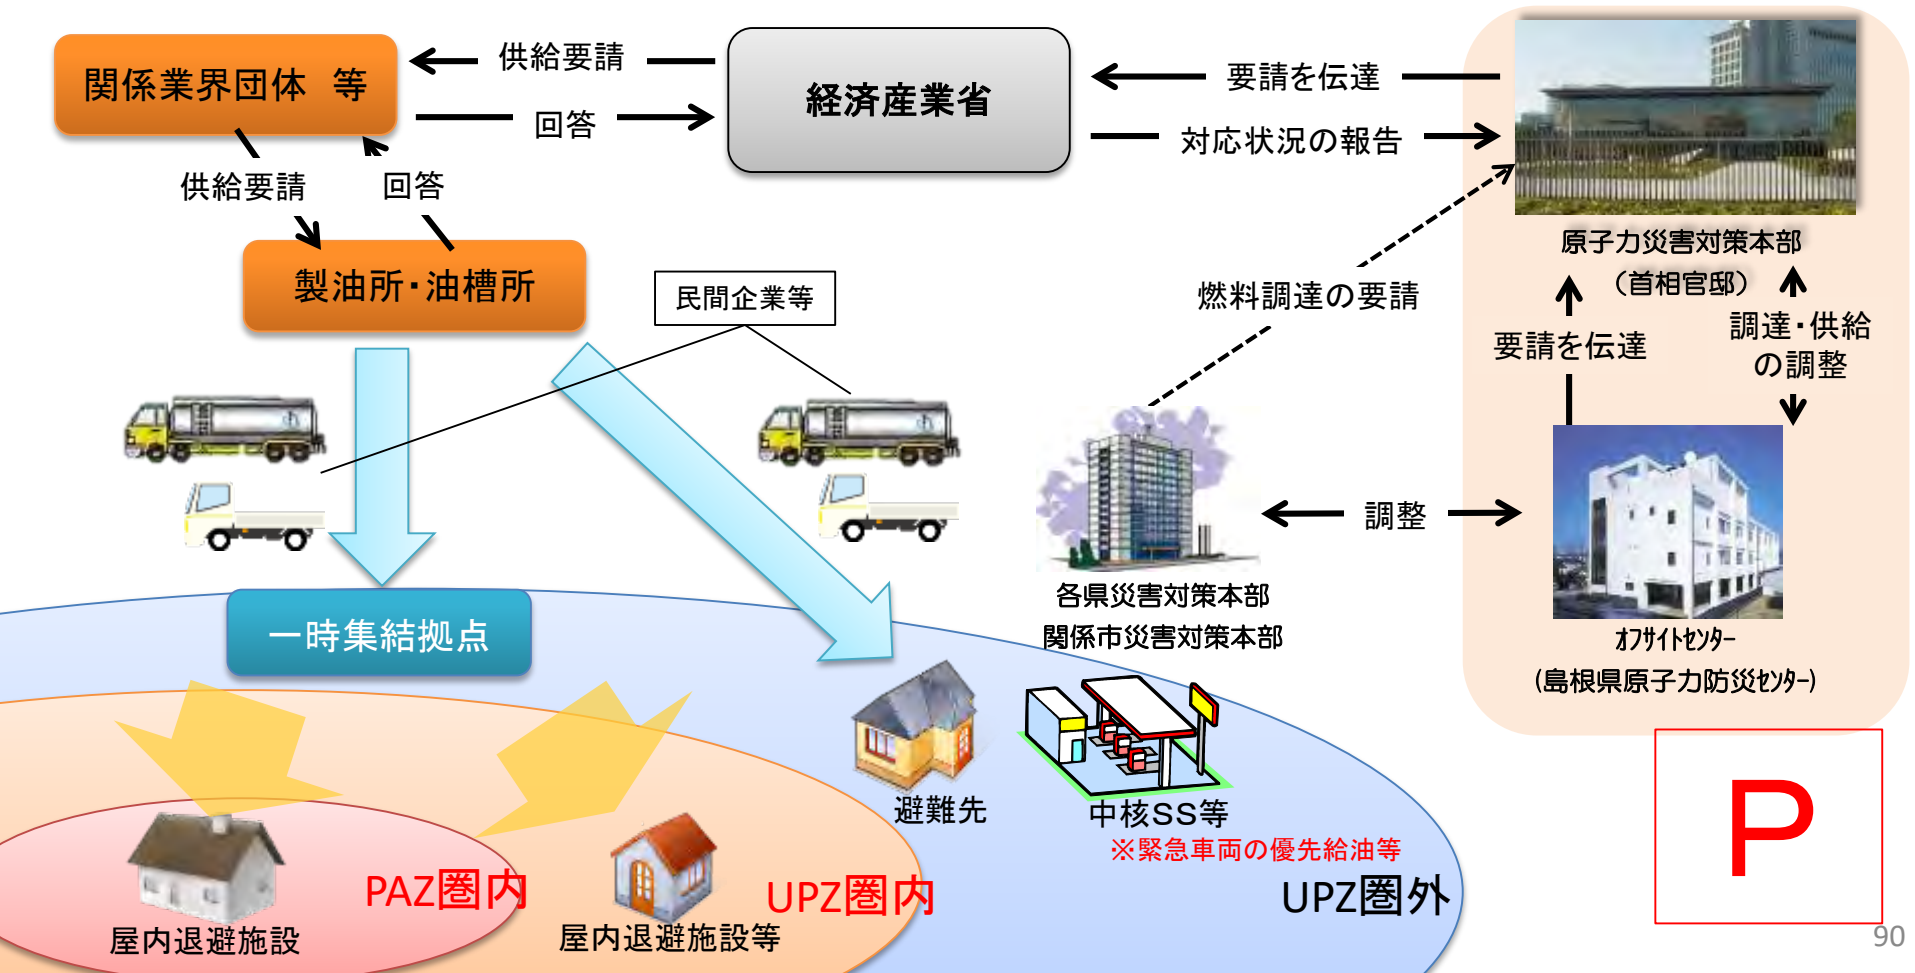 関係業界団体　等
供給要請
経済産業省
要請を伝達
回答
対応状況の報告
供給要請
回答
製油所・油槽所
民間企業等
原子力災害対策本部
（首相官邸）
燃料調達の要請
要請を伝達
調達・供給
の調整
調整
各県災害対策本部
関係市災害対策本部
ｵﾌｻｲﾄｾﾝﾀｰ
(島根県原子力防災ｾﾝﾀｰ)
一時集結拠点
避難先
中核SS等
※緊急車両の優先給油等
PAZ圏内
UPZ圏内
UPZ圏外
屋内退避施設
屋内退避施設等
P
90